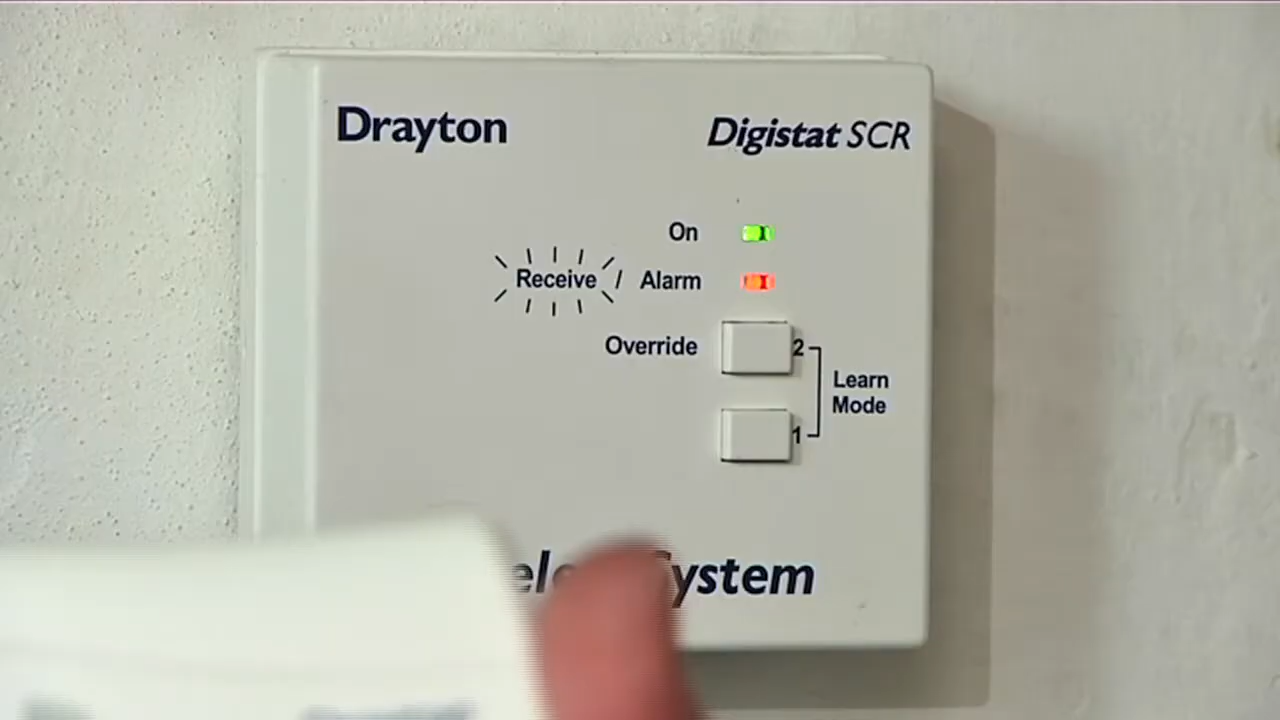 Drayton
Digistat SCR
On
Receive / Alarm
Override
2
Learn
Mode
1
System